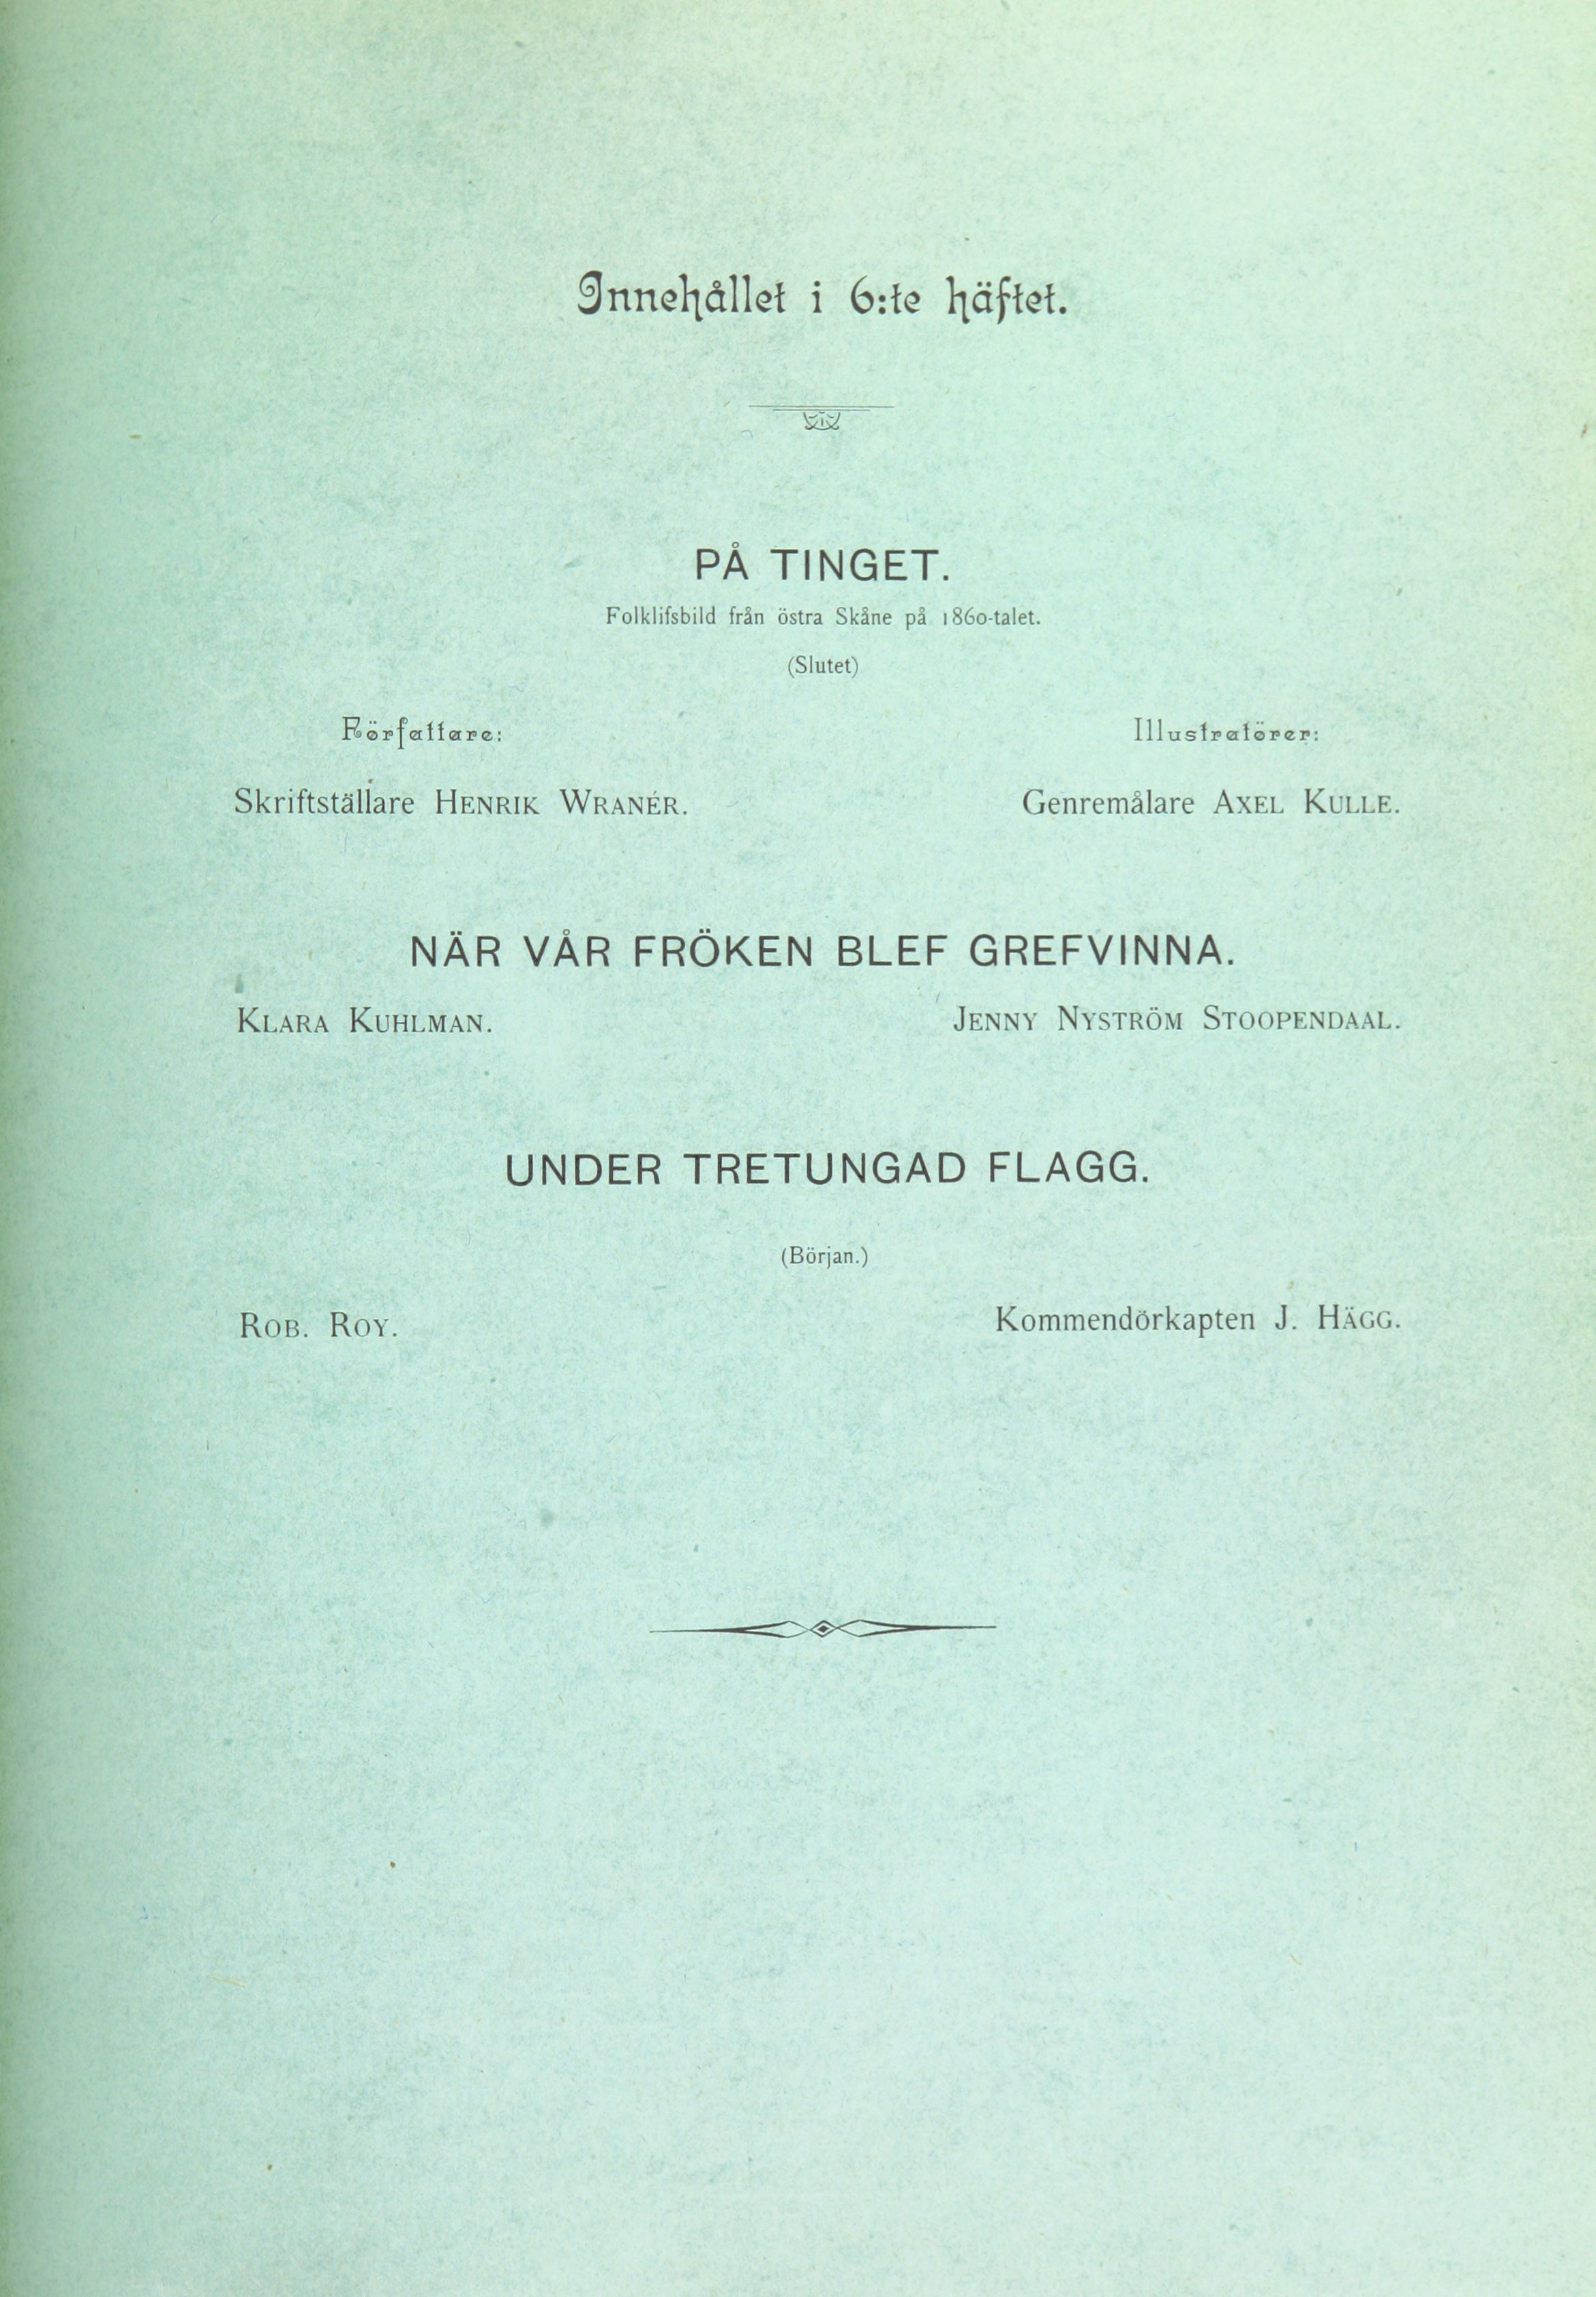 Innehållet i 6:te häftet.
PÅ TINGET.
Folklifsbild från östra Skåne på 1860-talet.
(Slutet)
Författare: Illustratörer:
Skriftställare HENRIK WRANÉR. Genremålare AXEL KULLE.
NÄR VÅR FRÖKEN BLEF GREFVINNA.
KLARA KUHLMAN. JENNY NYSTRÖM STOOPENDAAL.
UNDER TRETUNGAD FLAGG.
(Början.)
ROB. ROY. Kommendörkapten J. HÄGG.